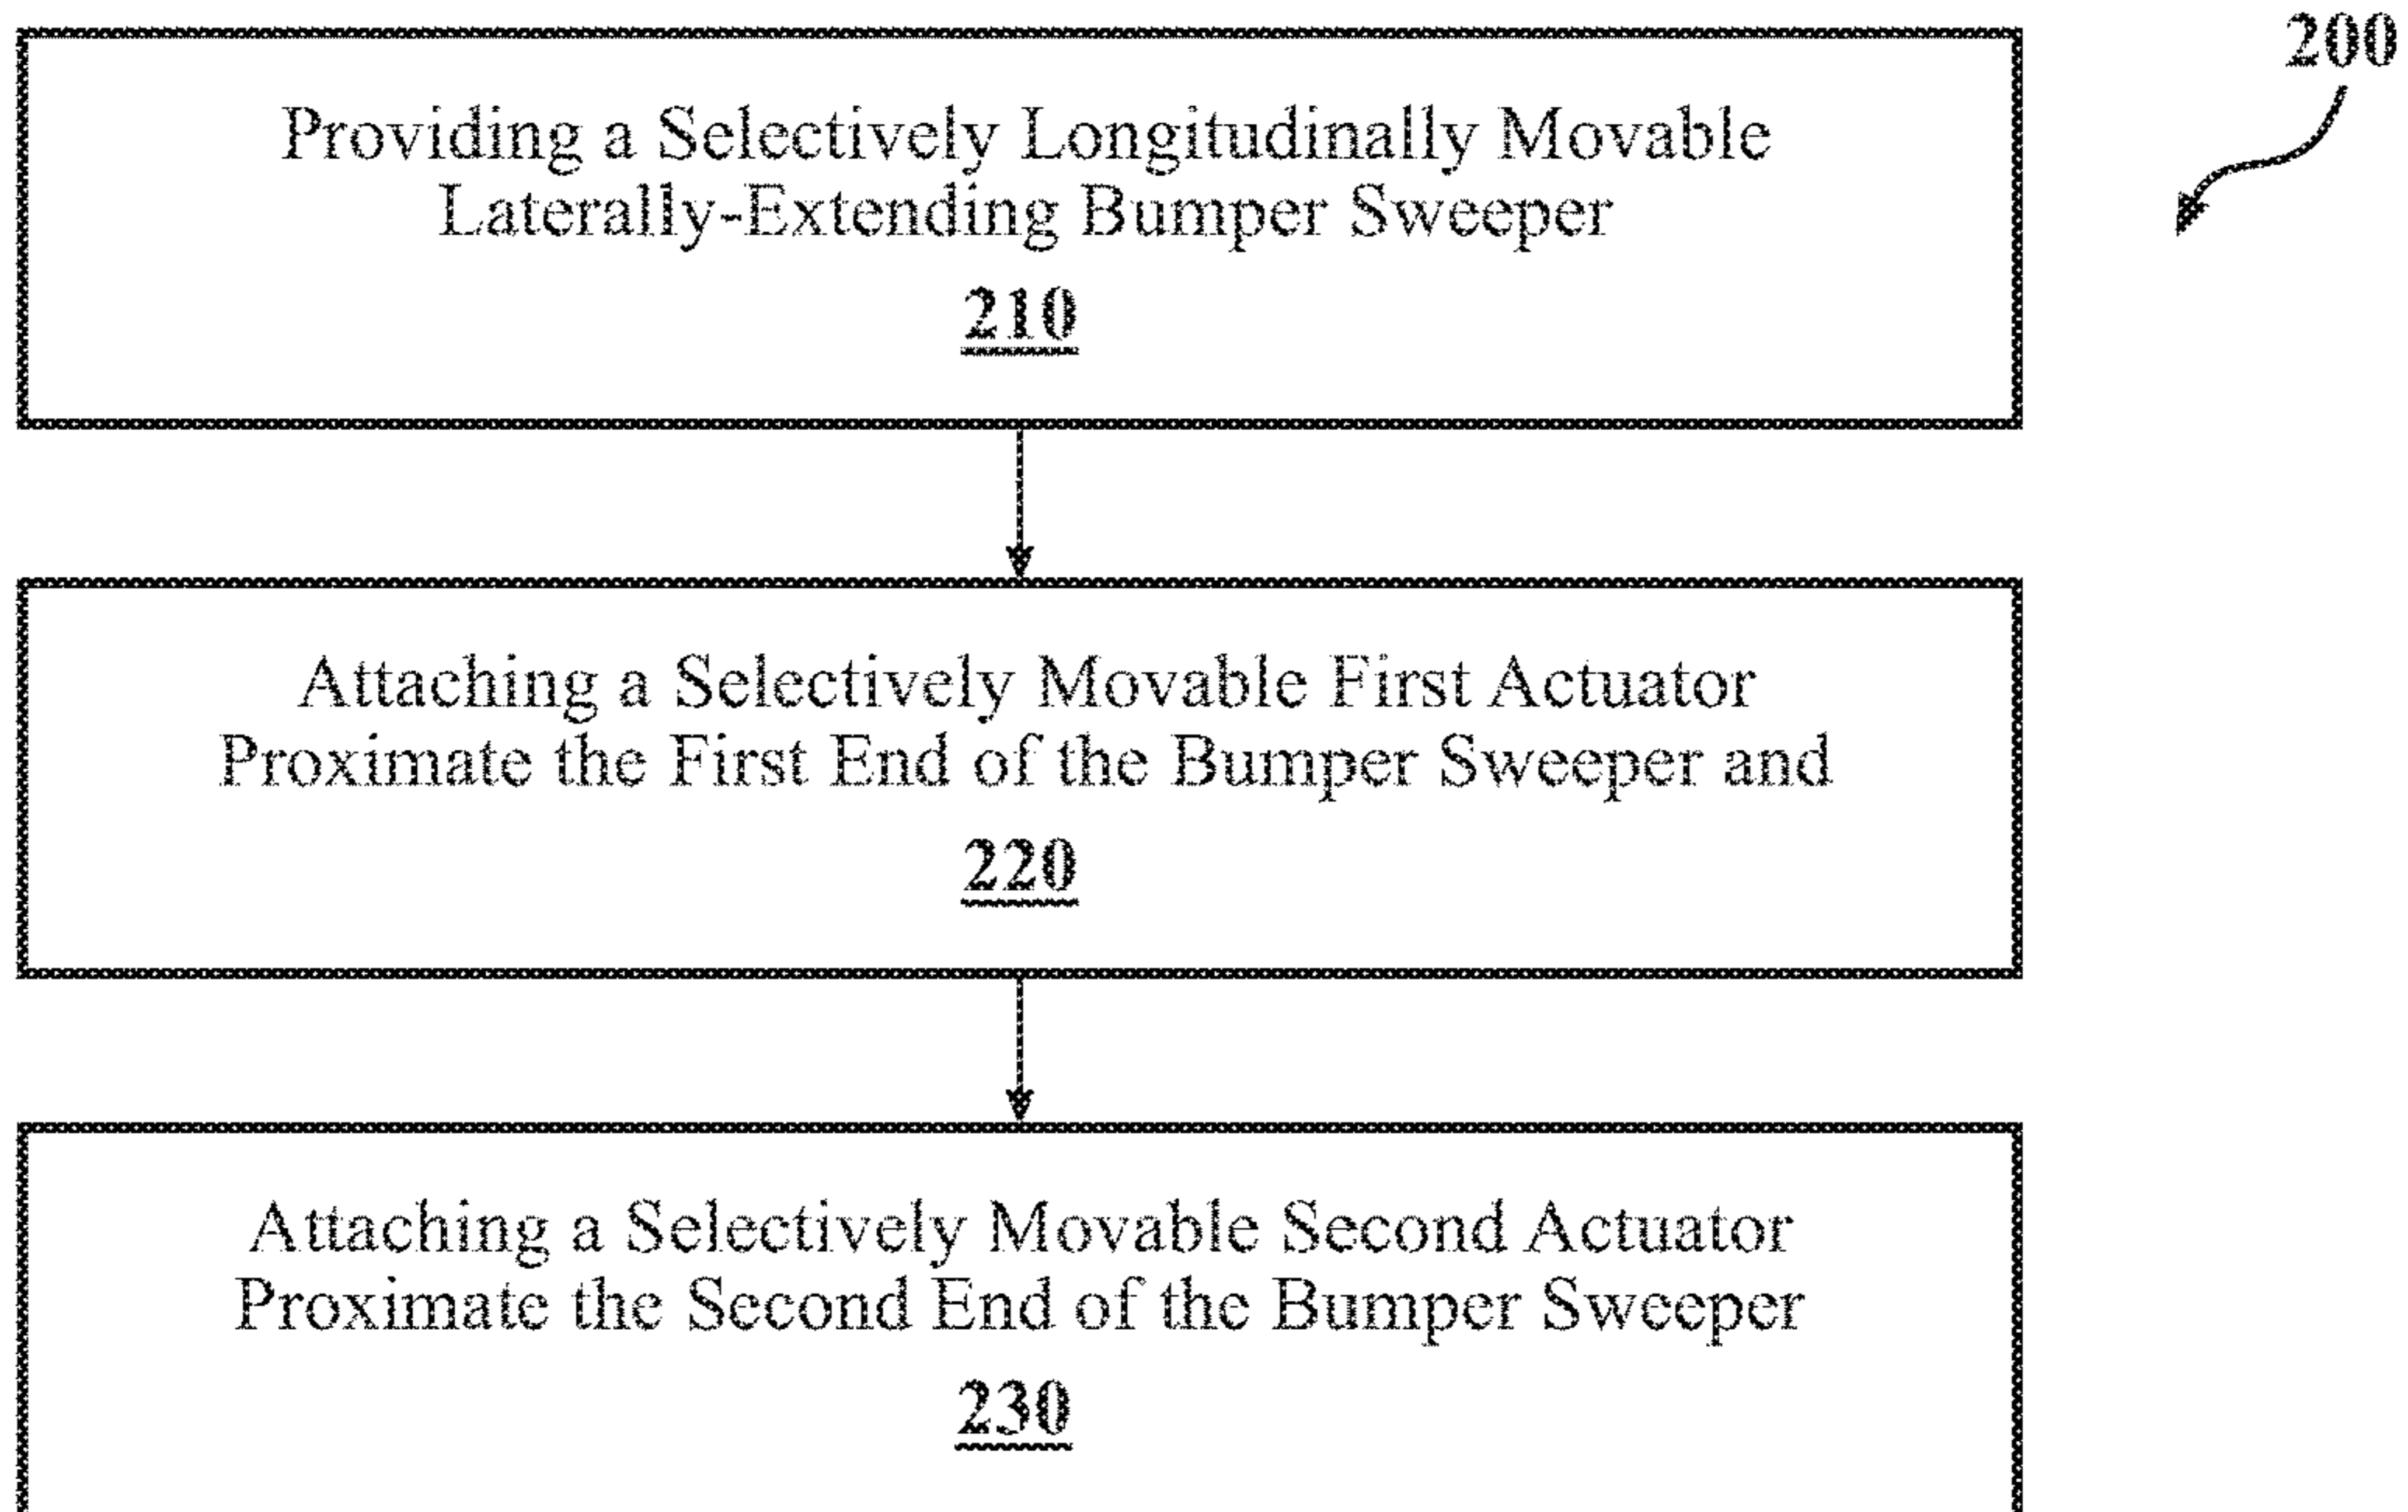 200
Providing a Selectively Longitudinally Movable
Laterally-Extending Bumper Sweeper
210
Attaching a Selectively Movable First Actuator
Proximate the First End of the Bumper Sweeper and
220
Attaching a Selectively Movable Second Actuator
Proximate the Second End of the Bumper Sweeper
230